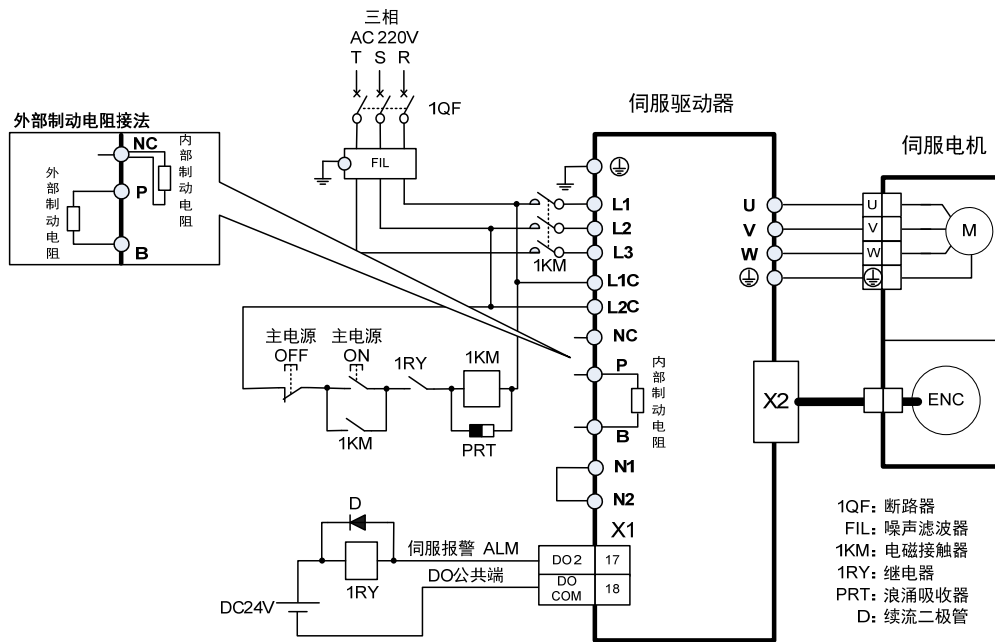 三相
AC 220V
T S R
1QF
FIL
外部制动电阻接法
NC
P
B
内部制动电阻
外部制动电阻
伺服驱动器
L1
L2
L3
1KM
L1C
L2C
NC
P
B
内部制动电阻
N1
N2
X1
U
V
W
X2
伺服电机
U
V
W
M
ENC
主电源
OFF
主电源
ON
1RY
1KM
1KM
PRT
D
1RY
DC24V
伺服报警 ALM
DO公共端
DO2 17
DO
COM 18
1QF：断路器
FIL：噪声滤波器
1KM：电磁接触器
1RY：继电器
PRT：浪涌吸收器
D：续流二极管